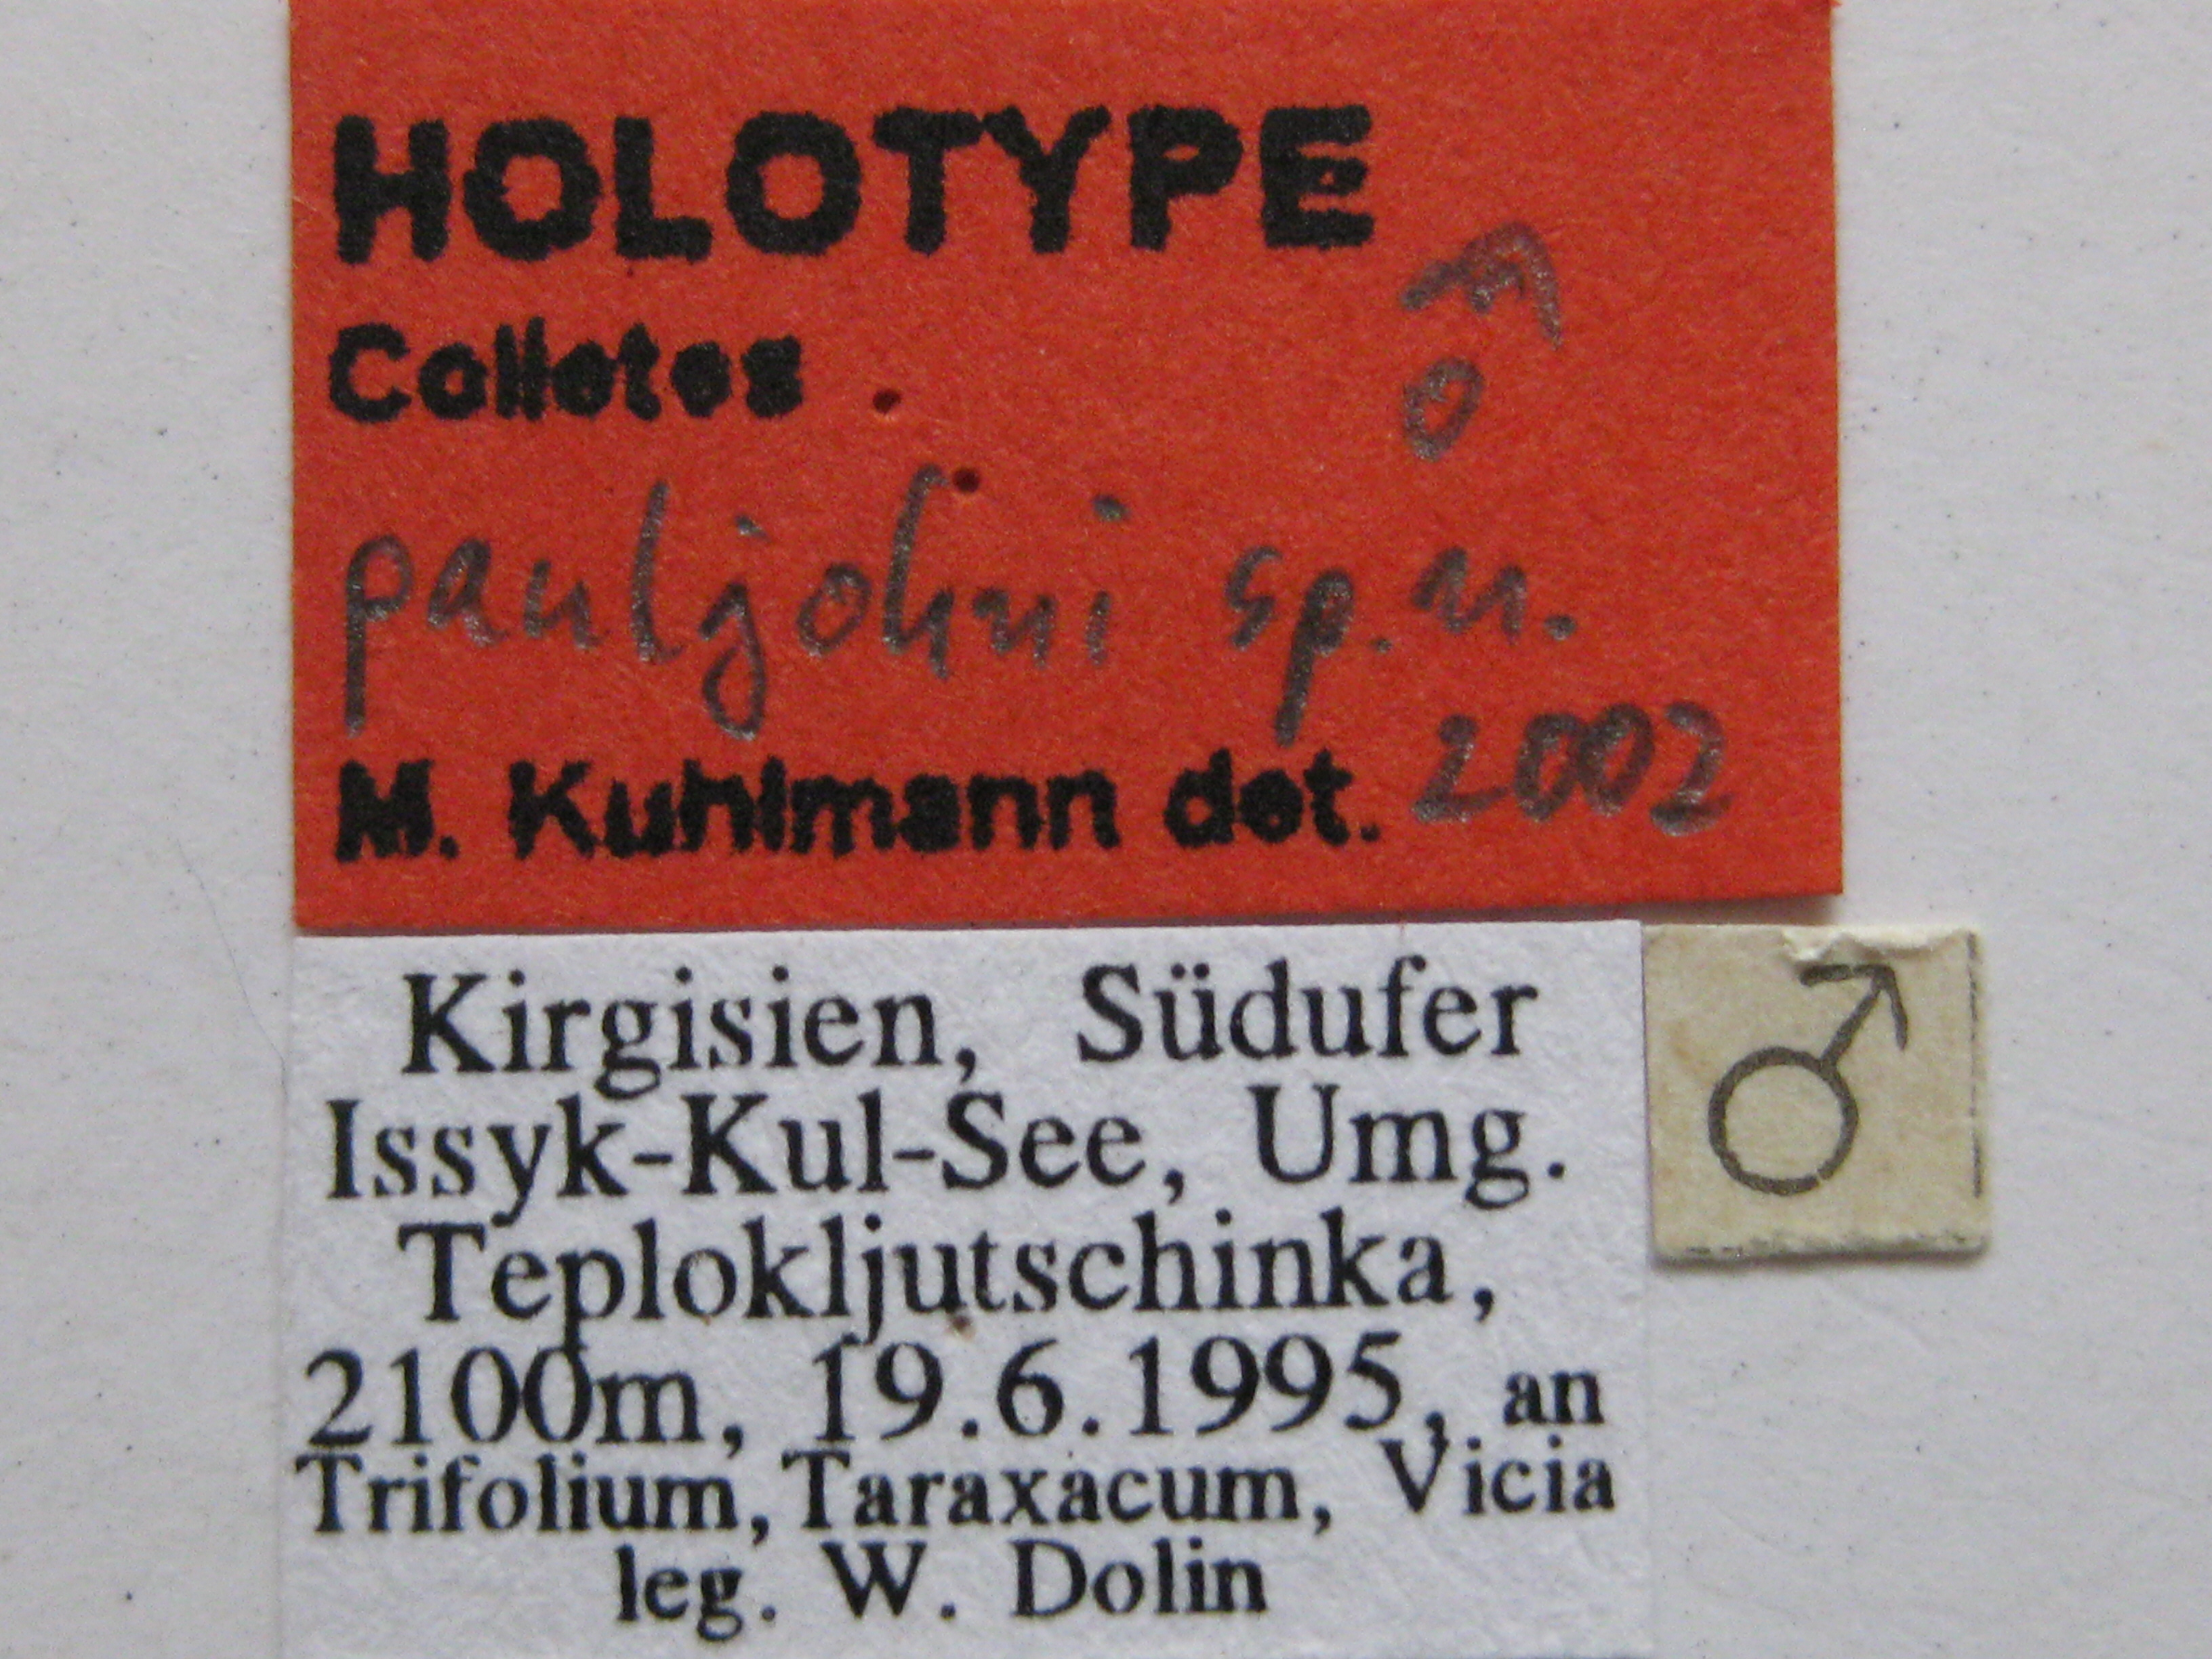 HOLOTYPE
Colletes ♂
pauljohni sp. n.
M. Kuhlmann det. 2002
Kirgisien, Südufer
Issyk-Kul-See, Umg.
Teplokljutschinka,
2100m, 19.6.1995, an
Trifolium, Taraxacum, Vicia
leg. W. Dolin
♂